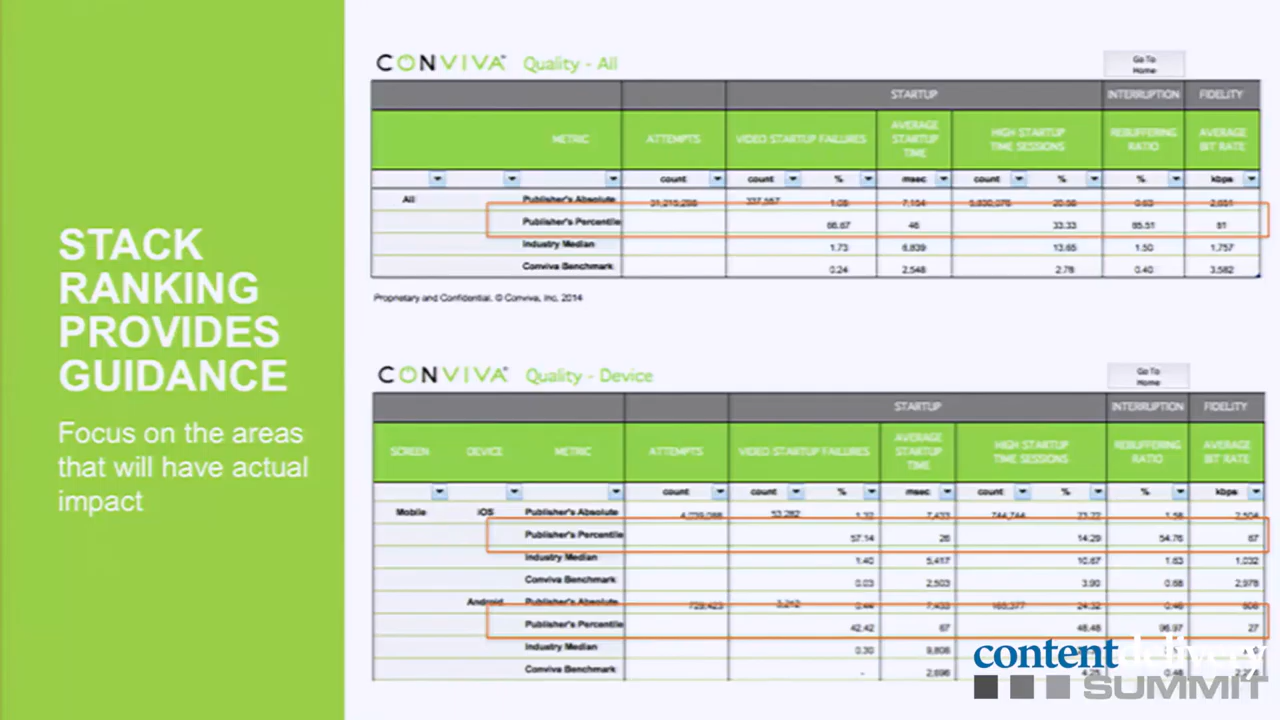 STACK
RANKING
PROVIDES
GUIDANCE
Focus on the areas
that will have actual
impact
CONVIVA Quality - All
Go To
Home
STARTUP INTERRUPTION FIDELITY
METRIC ATTEMPTS VIDEO STARTUP FAILURES AVERAGE STARTUP TIME HIGH STARTUP TIME SESSIONS REBUFFERING RATIO AVERAGE BIT RATE
count count % msec count % % kbps
All Publisher's Absolute
Publisher's Percentile 66.67 46 33.33 65.51 81
Industry Median 1.73 6,839 13.65 1.50 1,757
Conviva Benchmark 0.24 2,548 2.78 0.40 3,582
Proprietary and Confidential. © Conviva, Inc. 2014
CONVIVA Quality - Device
Go To
Home
STARTUP INTERRUPTION FIDELITY
SCREEN DEVICE METRIC ATTEMPTS VIDEO STARTUP FAILURES AVERAGE STARTUP TIME HIGH STARTUP TIME SESSIONS REBUFFERING RATIO AVERAGE BIT RATE
count count % msec count % % kbps
Mobile iOS Publisher's Absolute
Publisher's Percentile 57.14 26 14.29 54.76 67
Industry Median 1.40 5,417 10.67 1.63 1,032
Conviva Benchmark 0.03 2,503 3.90 0.68 2,978
Android Publisher's Absolute
Publisher's Percentile 42.42 67 48.48 96.97 27
Industry Median 0.30
Conviva Benchmark - 2,696
content delivery
SUMMIT